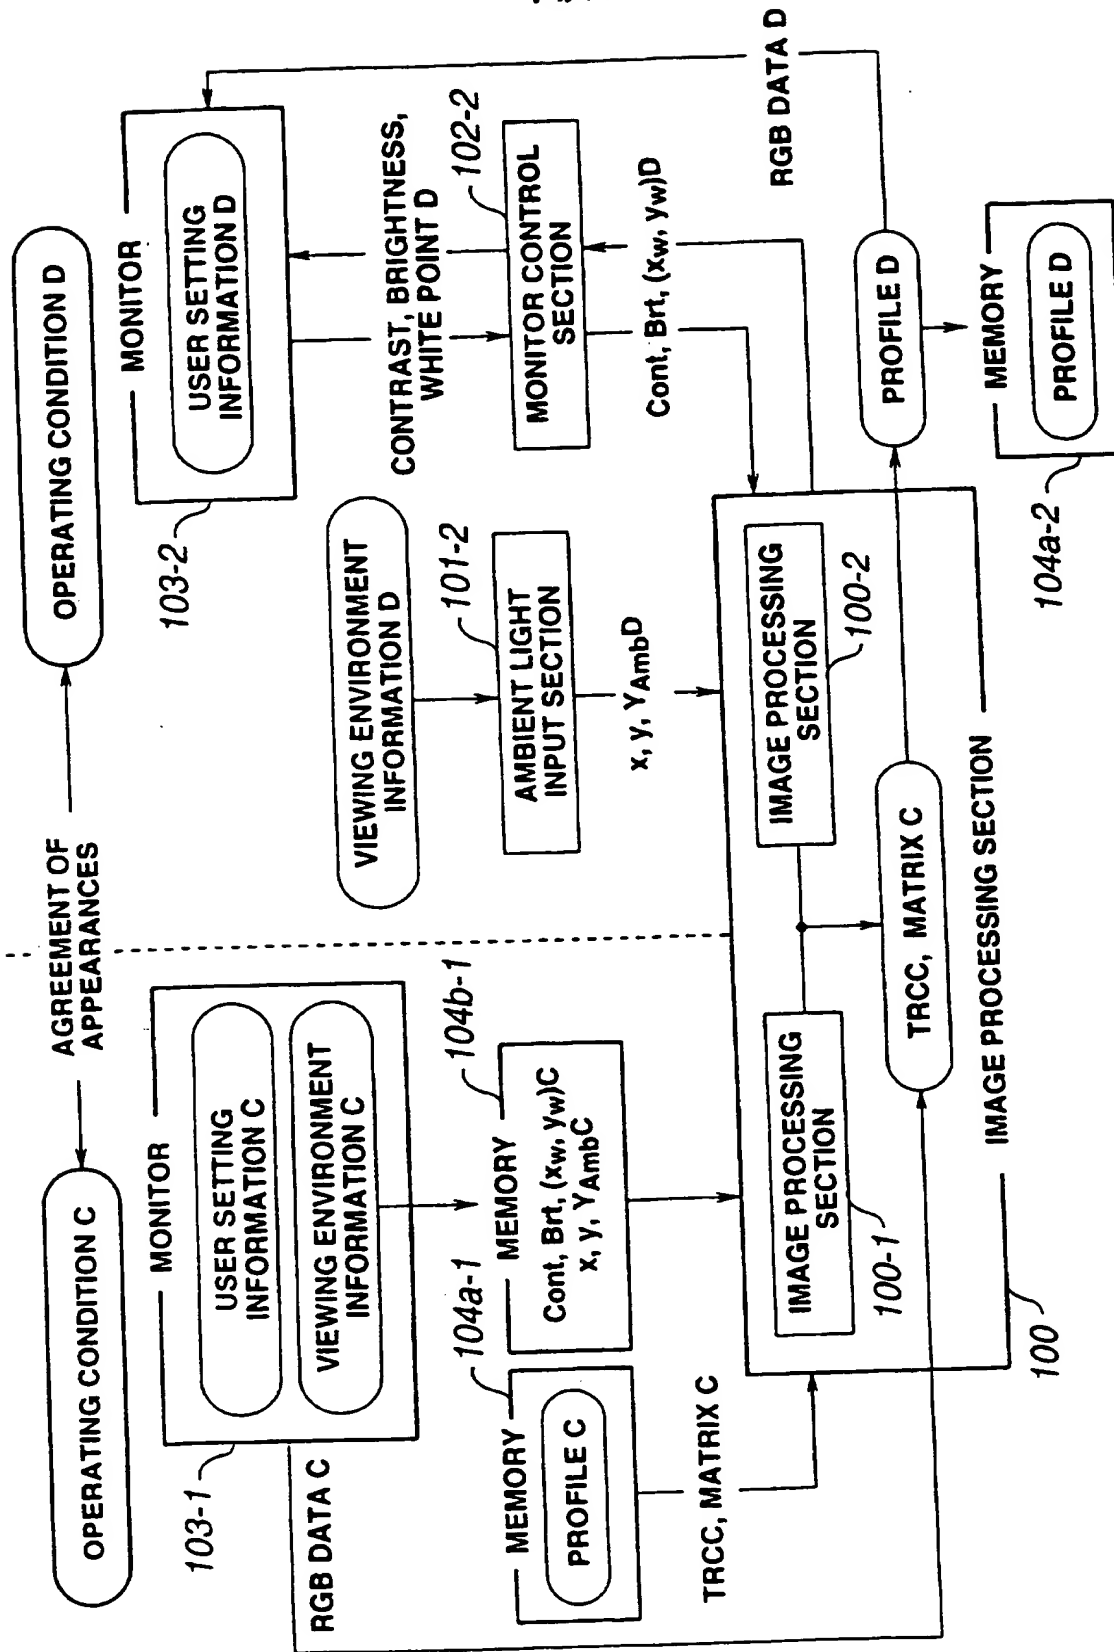 OPERATING CONDITION C
AGREEMENT OF
APPEARANCES
OPERATING CONDITION D
103-1
MONITOR
USER SETTING
INFORMATION C
VIEWING ENVIRONMENT
INFORMATION C
RGB DATA C
104a-1
MEMORY
PROFILE C
TRCC, MATRIX C
104b-1
MEMORY
Cont, Brt, (xw, yw)C
x, y, YAmbC
VIEWING ENVIRONMENT
INFORMATION D
101-2
AMBIENT LIGHT
INPUT SECTION
x, y, YAmbD
103-2
MONITOR
USER SETTING
INFORMATION D
CONTRAST, BRIGHTNESS,
WHITE POINT D
102-2
MONITOR CONTROL
SECTION
Cont, Brt, (xw, yw)D
RGB DATA D
IMAGE PROCESSING
SECTION
100-1
IMAGE PROCESSING
SECTION
100-2
TRCC, MATRIX C
100
IMAGE PROCESSING SECTION
PROFILE D
MEMORY
PROFILE D
104a-2